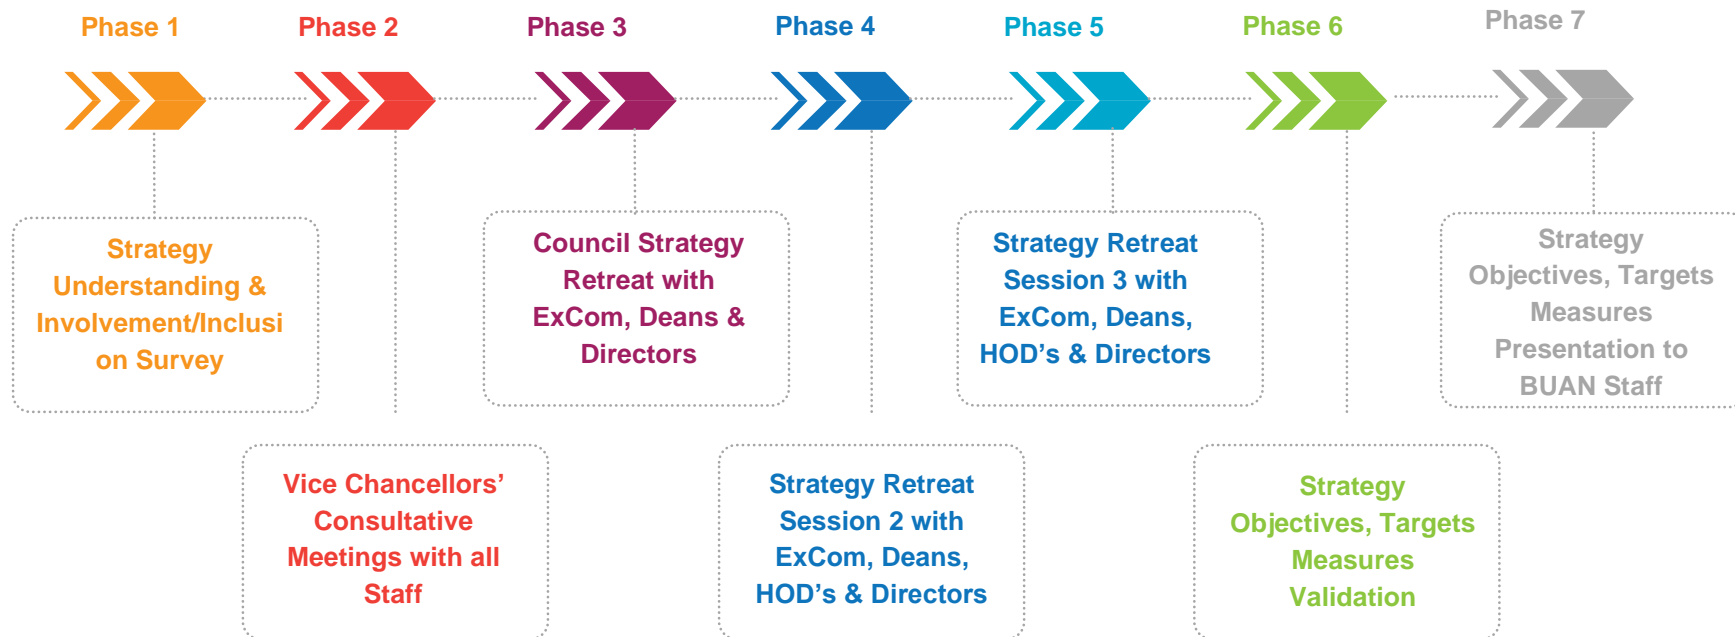 Phase 1
Phase 2
Phase 3
Phase 4
Phase 5
Phase 6
Phase 7
Strategy
Understanding &
Involvement/Inclusi
on Survey
Council Strategy
Retreat with
ExCom, Deans &
Directors
Strategy Retreat
Session 3 with
ExCom, Deans,
HOD's & Directors
Strategy
Objectives, Targets
Measures
Presentation to
BUAN Staff
Vice Chancellors’
Consultative
Meetings with all
Staff
Strategy Retreat
Session 2 with
ExCom, Deans,
HOD’s & Directors
Strategy
Objectives, Targets
Measures
Validation